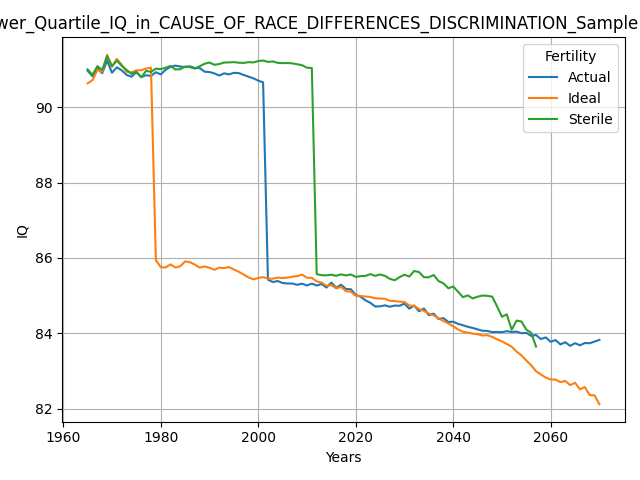 wer_Quartile_IQ_in_CAUSE_OF_RACE_DIFFERENCES_DISCRIMINATION_Sample
Fertility
Actual
Ideal
Sterile
IQ
90
88
86
84
82
1960
1980
2000
2020
2040
2060
Years